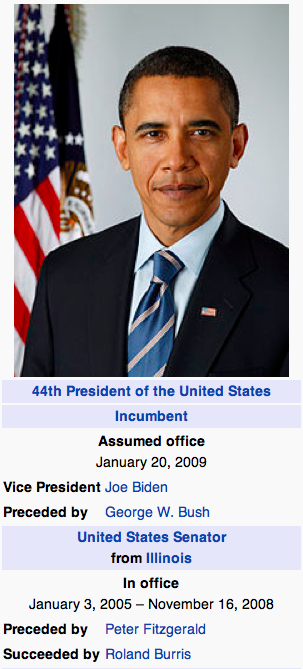 44th President of the United States
Incumbent
Assumed office
January 20, 2009
Vice President Joe Biden
Preceded by George W. Bush
United States Senator
from Illinois
In office
January 3, 2005 – November 16, 2008
Preceded by Peter Fitzgerald
Succeeded by Roland Burris